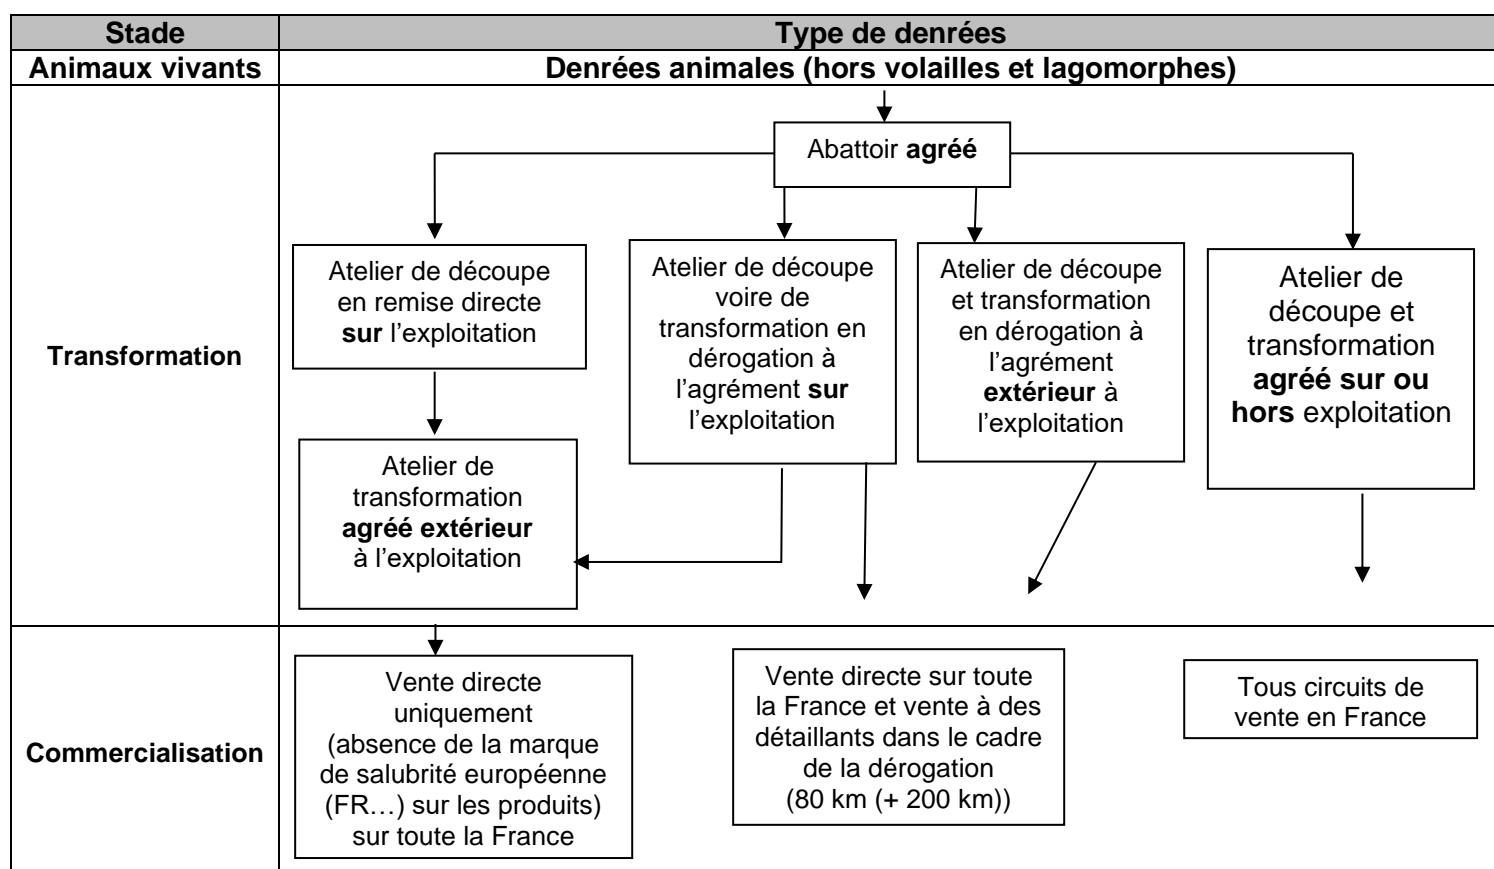 Stade
Type de denrées
Animaux vivants
Denrées animales (hors volailles et lagomorphes)
Transformation
Abattoir agréé
Atelier de découpe
en remise directe
sur l’exploitation
Atelier de découpe
voire de
transformation en
dérogation à
l’agrément sur
l’exploitation
Atelier de découpe
et transformation
en dérogation à
l’agrément
extérieur à
l’exploitation
Atelier de
découpe et
transformation
agréé sur ou
hors exploitation
Atelier de
transformation
agréé extérieur
à l’exploitation
Commercialisation
Vente directe
uniquement
(absence de la marque
de salubrité européenne
(FR…) sur les produits)
sur toute la France
Vente directe sur toute
la France et vente à des
détaillants dans le cadre
de la dérogation
(80 km (+ 200 km))
Tous circuits de
vente en France